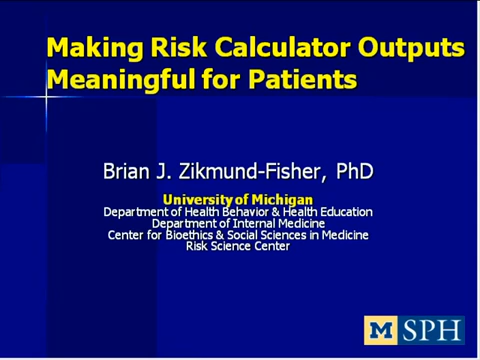 Making Risk Calculator Outputs
Meaningful for Patients
Brian J. Zikmund-Fisher, PhD
University of Michigan
Department of Health Behavior & Health Education
Department of Internal Medicine
Center for Bioethics & Social Sciences in Medicine
Risk Science Center
M SPH